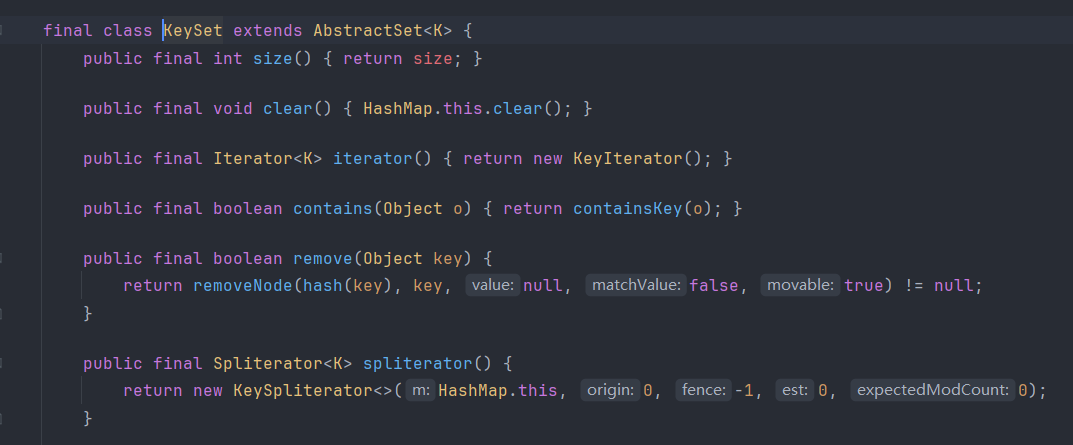 final class KeySet extends AbstractSet<K> {
public final int size() { return size; }
public final void clear() { HashMap.this.clear(); }
public final Iterator<K> iterator() { return new KeyIterator(); }
public final boolean contains(Object o) { return containsKey(o); }
public final boolean remove(Object key) {
return removeNode(hash(key), key, value: null, matchValue: false, movable: true) != null;
}
public final Spliterator<K> spliterator() {
return new KeySpliterator<>( m: HashMap.this, origin: 0, fence: -1, est: 0, expectedModCount: 0);
}